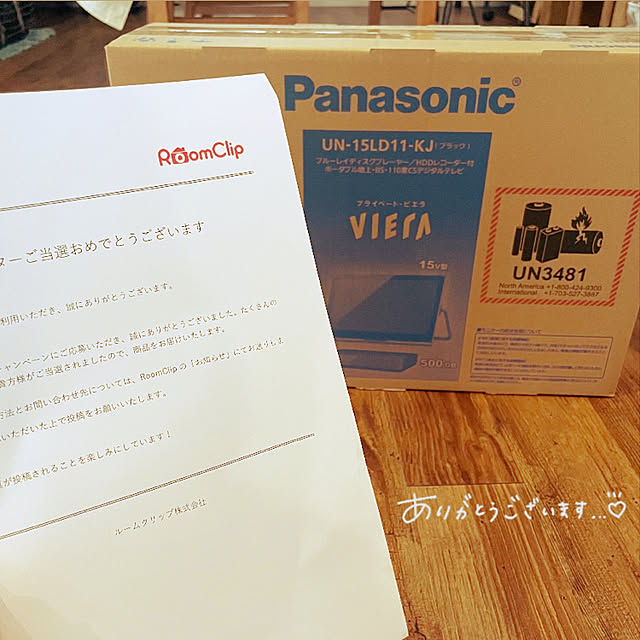 RoomClip
ターご当選おめでとうございます
利用いただき、誠にありがとうございます。
キャンペーンにご応募いただき、誠にありがとうございました。たくさんの
貴方様がご当選されましたので、商品をお届けいたします。
方法とお問い合わせ先については、RoomClipの「お知らせ」にてお送りしま
いただいた上で投稿をお願いいたします。
が投稿されることを楽しみにしています！
ルームクリップ株式会社
Panasonic®
UN-15LD11-KJ（ブラック）
ブルーレイディスクプレーヤー/HDDレコーダー付
ポータブル地上・BS・110度CSデジタルテレビ
プライベート・ビエラ
VIERA
15v型
500GB
UN3481
North America +1-800-424-9300
International +1-703-527-3887
ありがとうございます...♡